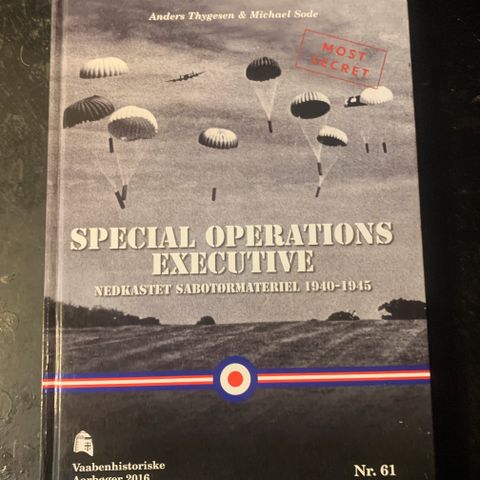 Anders Thygesen & Michael Sode
MOST
SECRET
SPECIAL OPERATIONS
EXECUTIVE
NEDKASTET SABOTØRMATERIEL 1940-1945
Vaabenhistoriske
Aarbøger 2016
Nr. 61